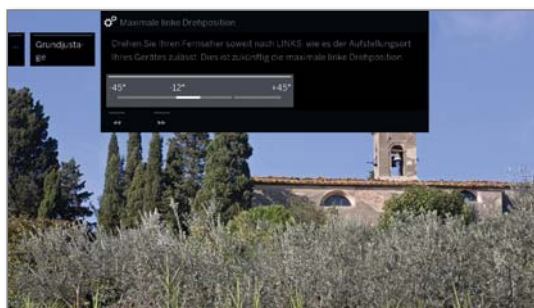 ...
Grundjusta-
ge
Maximale linke Drehposition
Drehen Sie Ihren Fernseher soweit nach LINKS, wie es der Aufstellungsort
Ihres Gerätes zulässt. Dies ist zukünftig die maximale linke Drehposition.
-45° -12° +45°